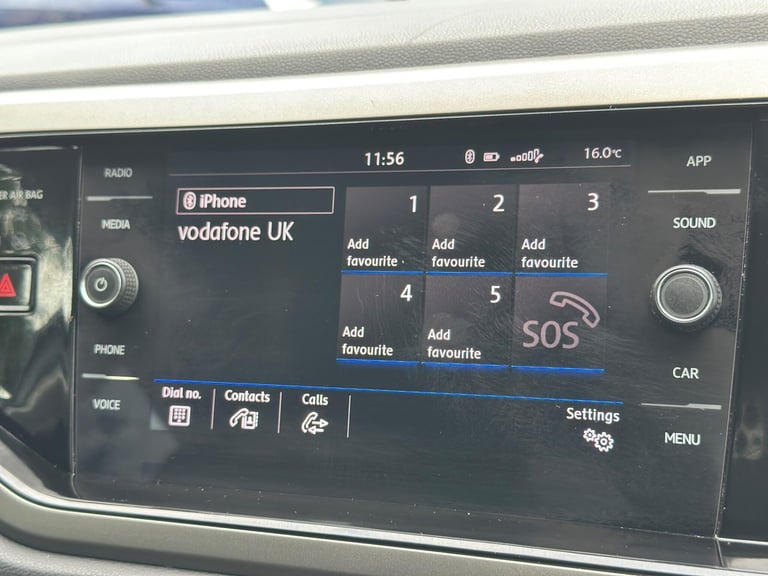 11:56
16.0°C
ER AIR BAG
RADIO
MEDIA
PHONE
VOICE
iPhone
vodafone UK
1
Add
favourite
2
Add
favourite
3
Add
favourite
4
Add
favourite
5
Add
favourite
SOS
Dial no.
Contacts
Calls
Settings
APP
SOUND
CAR
MENU